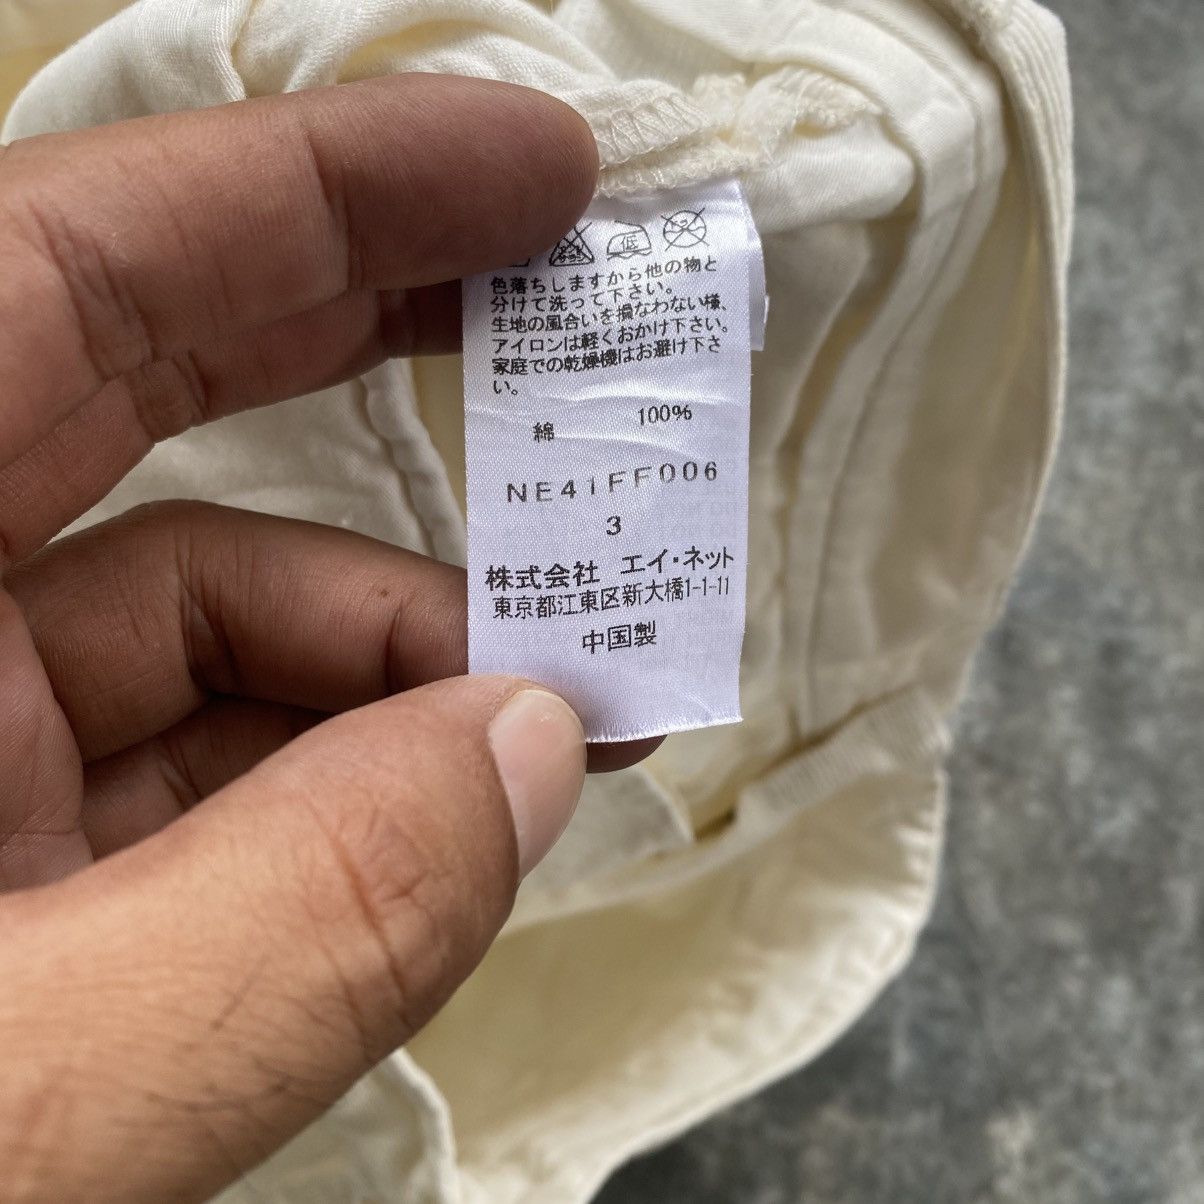 低
色落ちしますから他の物と
分けて洗って下さい。
生地の風合いを損なわない様、
アイロンは軽くおかけ下さい。
家庭での乾燥機はお避け下さ
い。
綿 100%
NE41FF006
3
株式会社 エイ・ネット
東京都江東区新大橋1-1-11
中国製